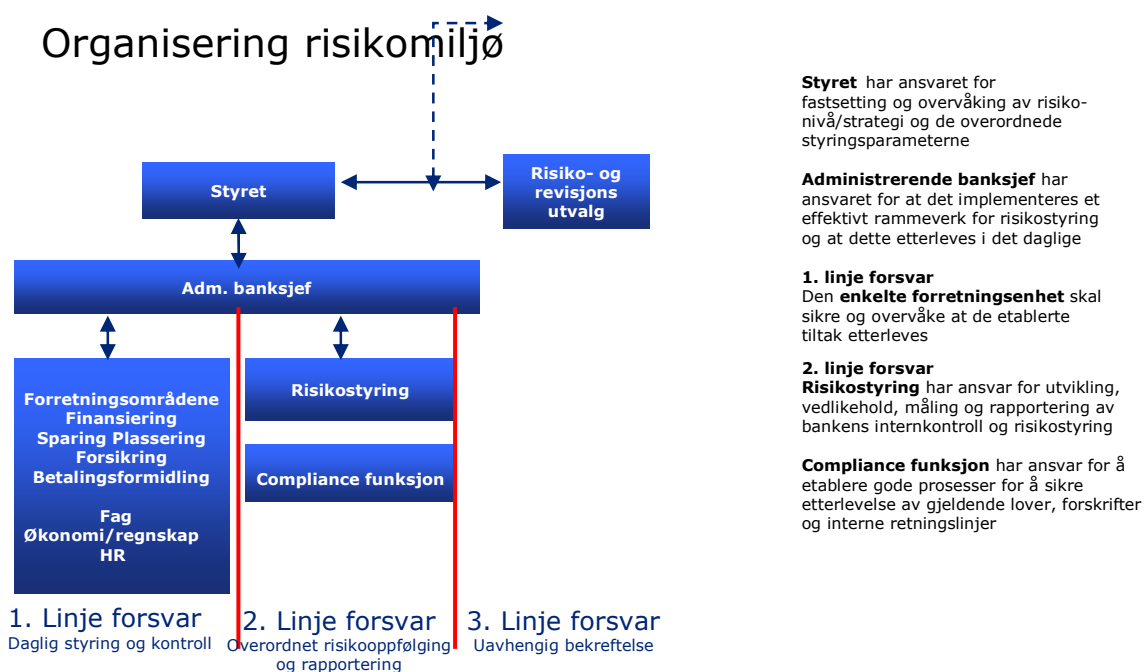 Organisering risikomiljø
Styret
Risiko- og
revisjons
utvalg
Adm. banksjef
Forretningsområdene
Finansiering
Sparing Plassering
Forsikring
Betalingsformidling
Fag
Økonomi/regnskap
HR
Risikostyring
Compliance funksjon
1. Linje forsvar
Daglig styring og kontroll
2. Linje forsvar
Overordnet risikooppfølging
og rapportering
3. Linje forsvar
Uavhengig bekreftelse
Styret har ansvaret for
fastsetting og overvåking av risiko-
nivå/strategi og de overordnede
styringsparameterne
Administrerende banksjef har
ansvaret for at det implementeres et
effektivt rammeverk for risikostyring
og at dette etterleves i det daglige
1. linje forsvar
Den enkelte forretningsenhet skal
sikre og overvåke at de etablerte
tiltak etterleves
2. linje forsvar
Risikostyring har ansvar for utvikling,
vedlikehold, måling og rapportering av
bankens internkontroll og risikostyring
Compliance funksjon har ansvar for å
etablere gode prosesser for å sikre
etterlevelse av gjeldende lover, forskrifter
og interne retningslinjer